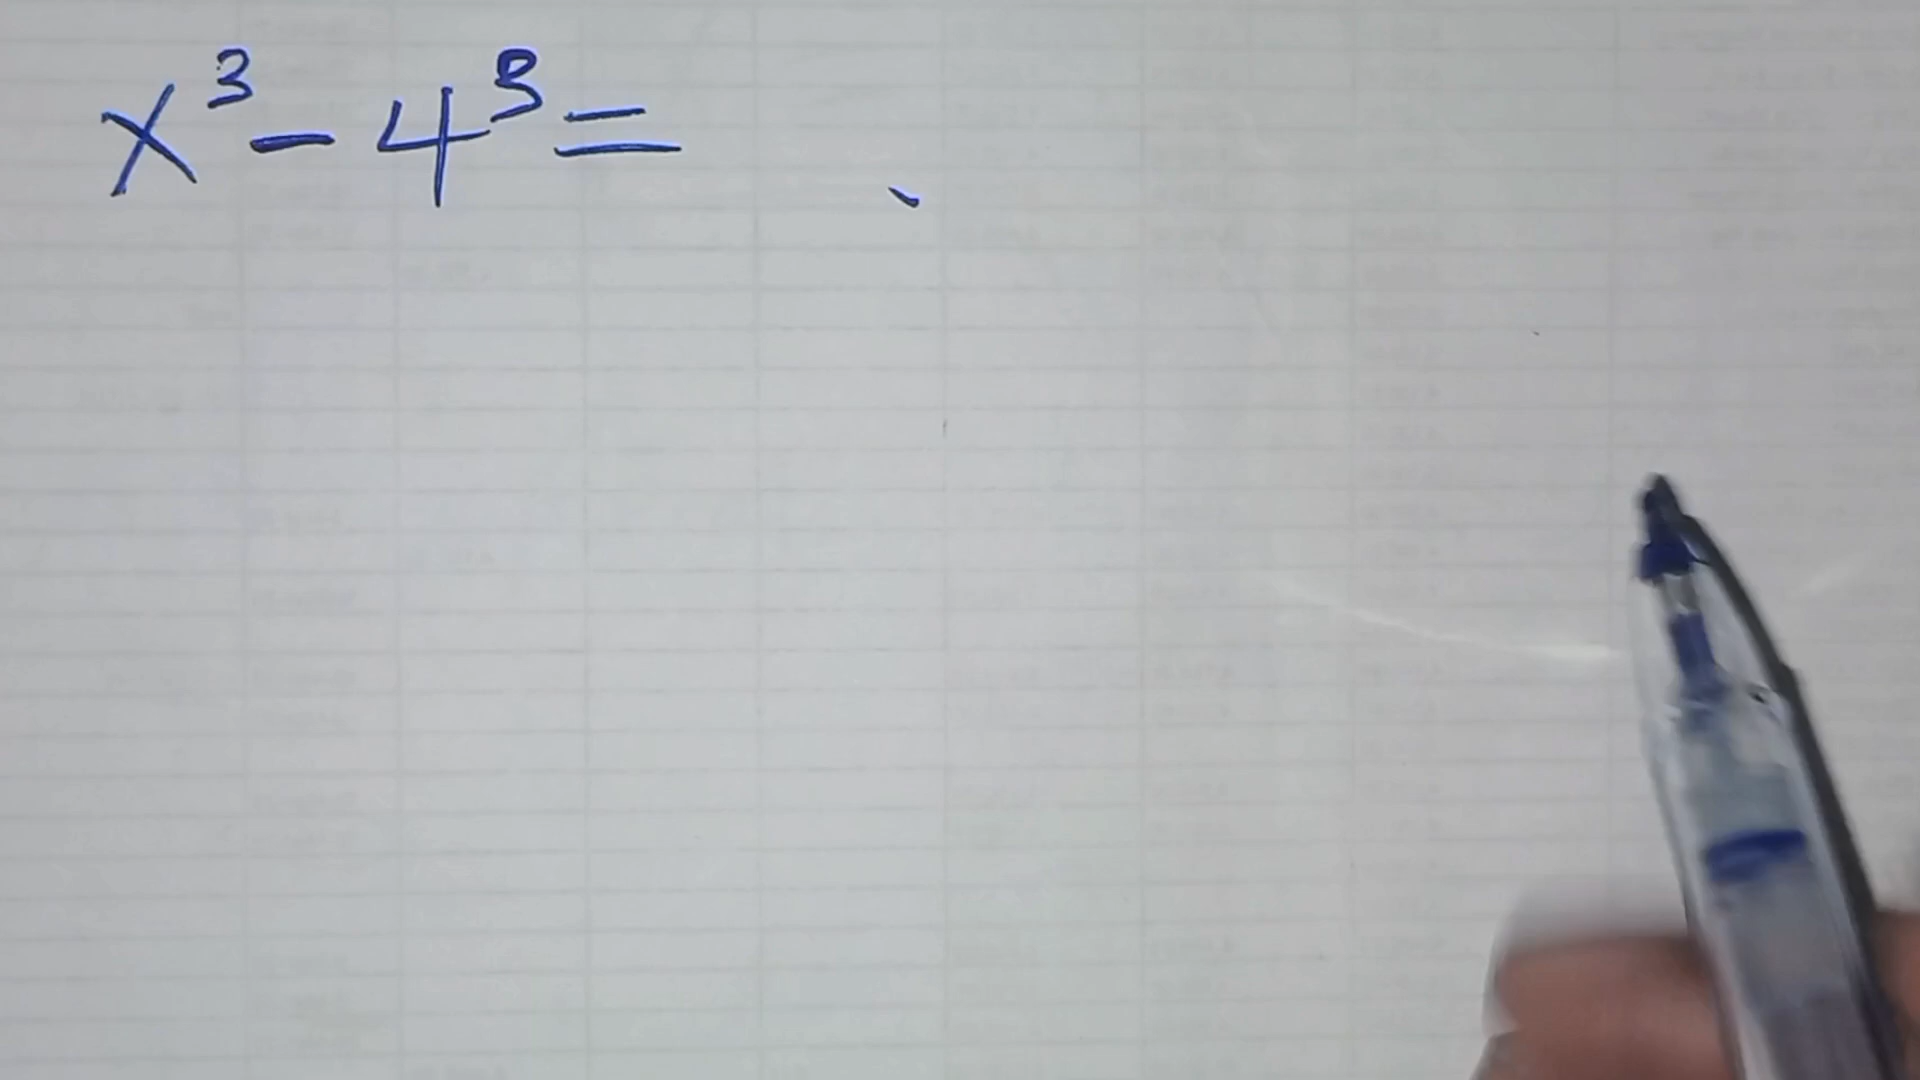 x³ - 4³ =